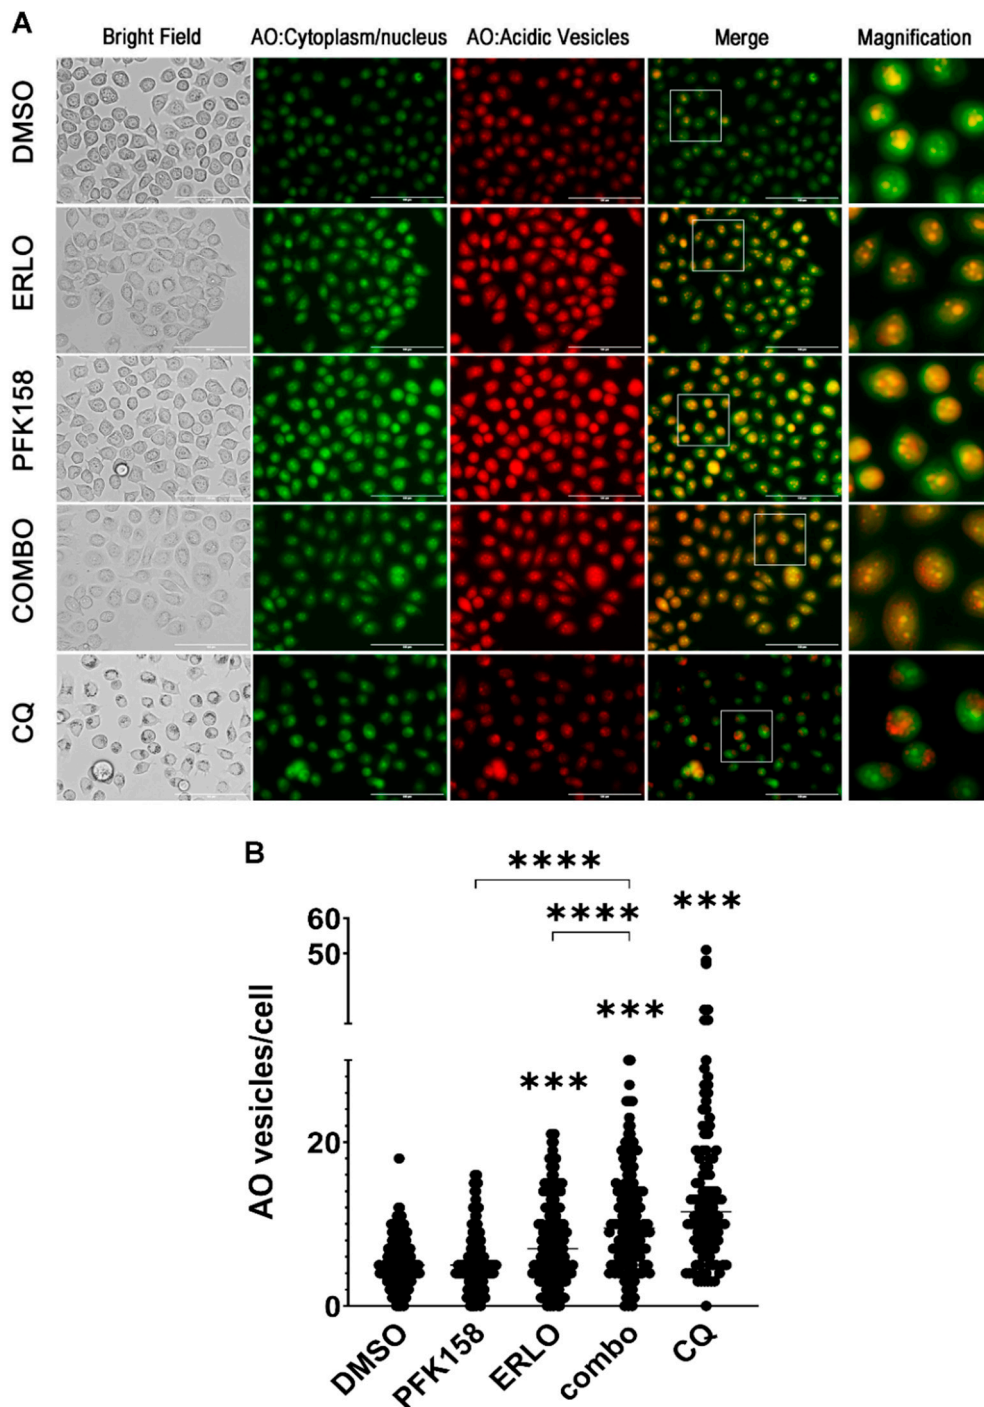 A
Bright Field AO:Cytoplasm/nucleus AO:Acidic Vesicles Merge Magnification
DMSO
ERLO
PFK158
COMBO
CQ
B
****
****
***
***
***
60
50
20
0
AO vesicles/cell
DMSO PFK158 ERLO combo CQ